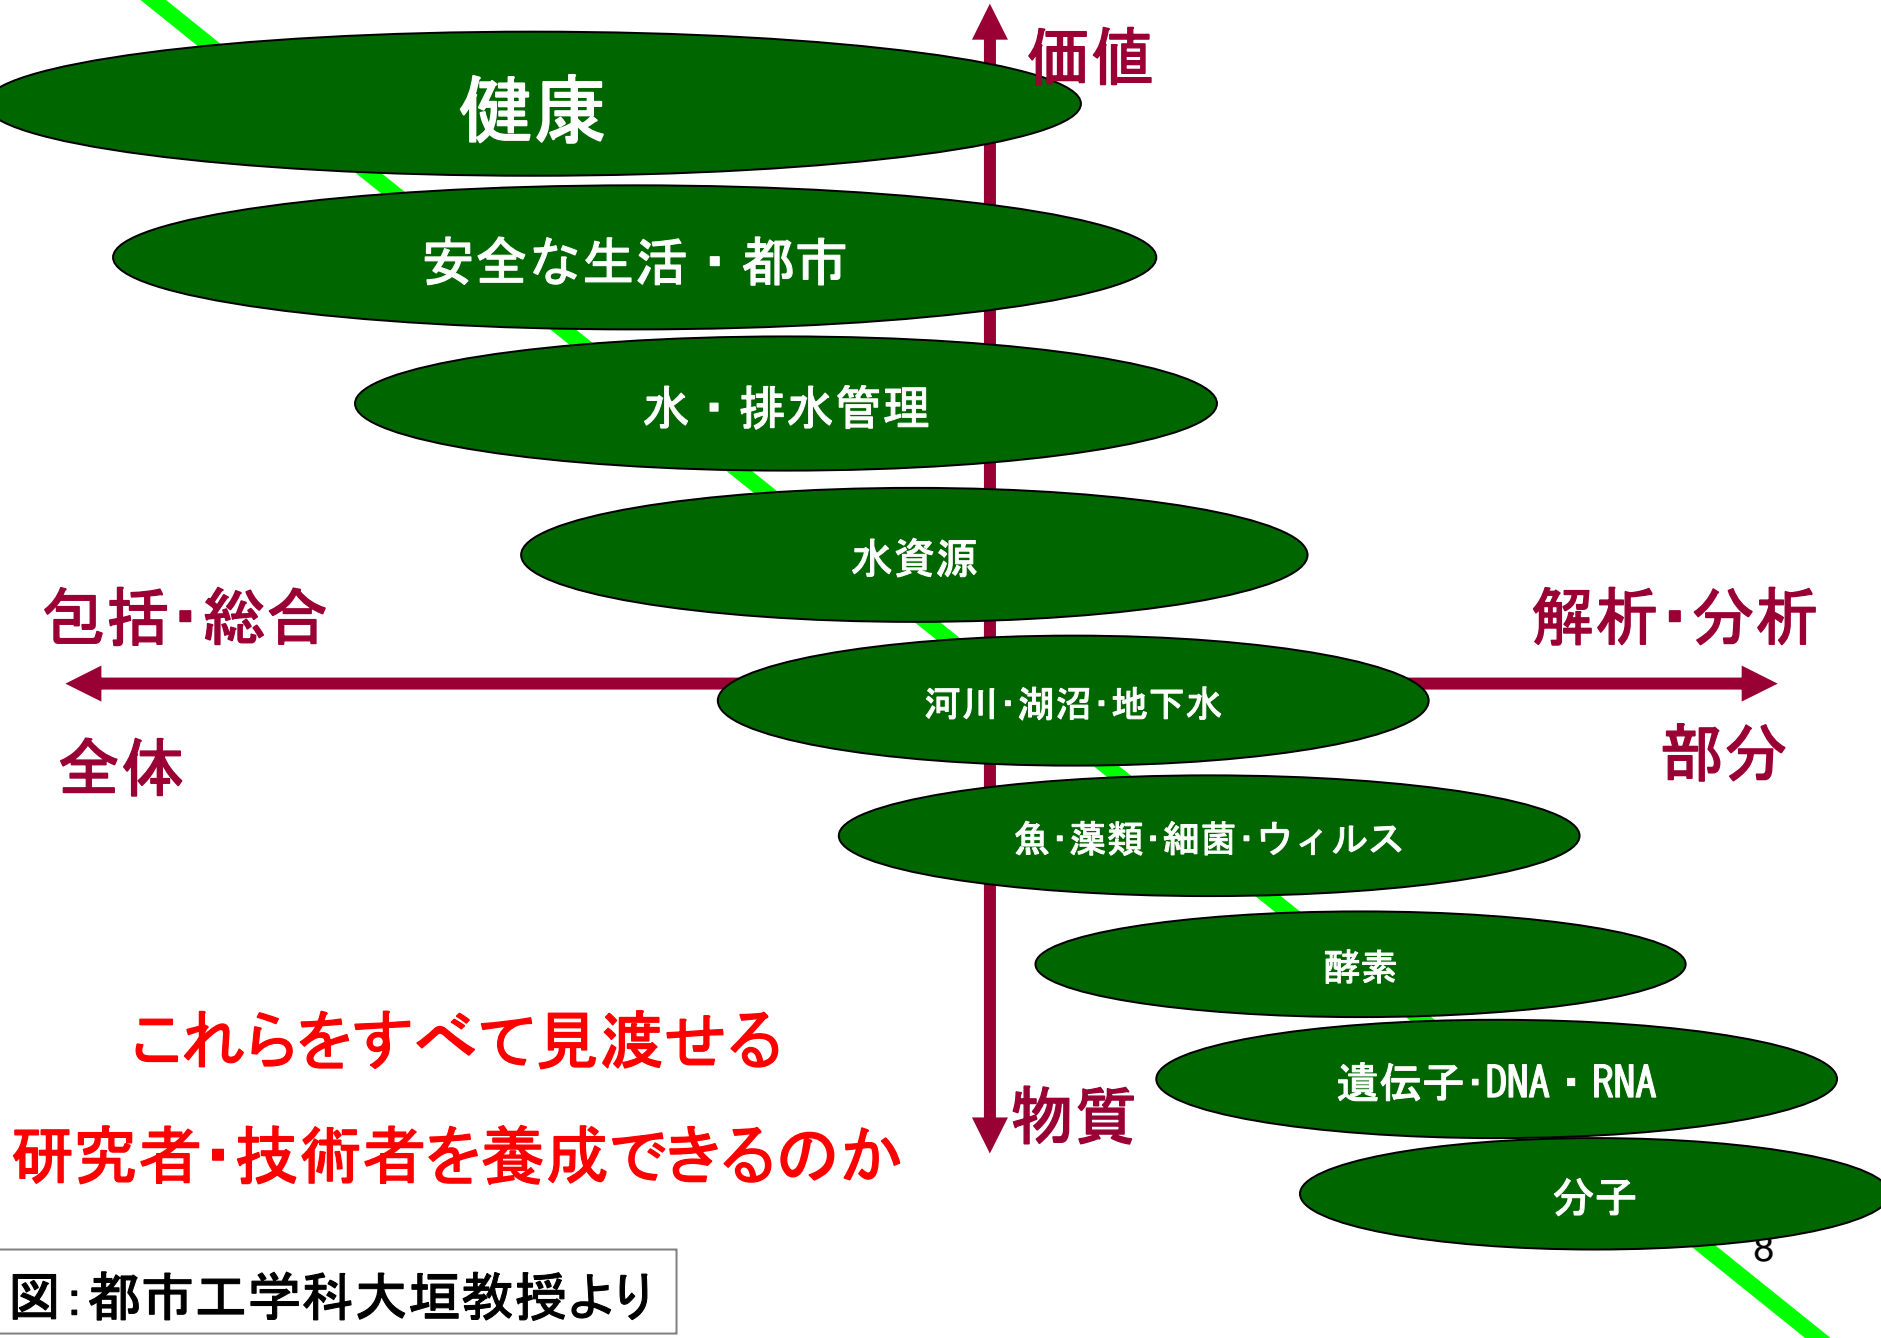 価値
健康
安全な生活・都市
水・排水管理
水資源
包括・総合
解析・分析
河川・湖沼・地下水
全体
部分
魚・藻類・細菌・ウィルス
酵素
これらをすべて見渡せる
遺伝子・DNA・RNA
物質
研究者・技術者を養成できるのか
分子
8
図：都市工学科大垣教授より